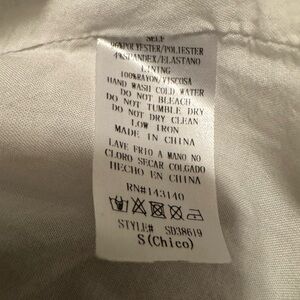 SELF
96%POLYESTER/POLIESTER
4%SPANDEX/ELASTANO
LINING
100%RAYON/VISCOSA
HAND WASH COLD WATER
DO NOT BLEACH
DO NOT TUMBLE DRY
DO NOT DRY CLEAN
LOW IRON
MADE IN CHINA
LAVE FR10 A MANO NO
CLORO SECAR COLGADO
HECHO EN CHINA
RN#143140
STYLE# SD38619
S(Chico)